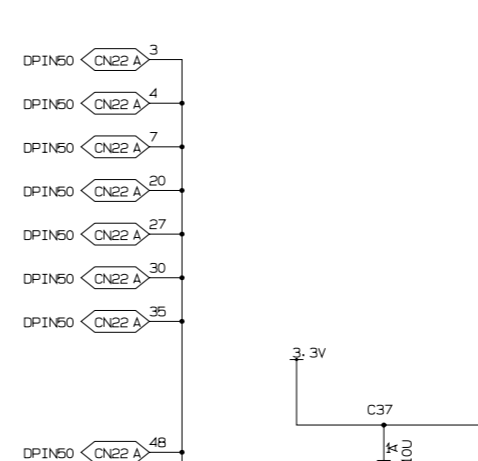 DPIN50 CN22 A 3
DPIN50 CN22 A 4
DPIN50 CN22 A 7
DPIN50 CN22 A 20
DPIN50 CN22 A 27
DPIN50 CN22 A 30
DPIN50 CN22 A 35
3.3V
C37
DPIN50 CN22 A 48
A
10U